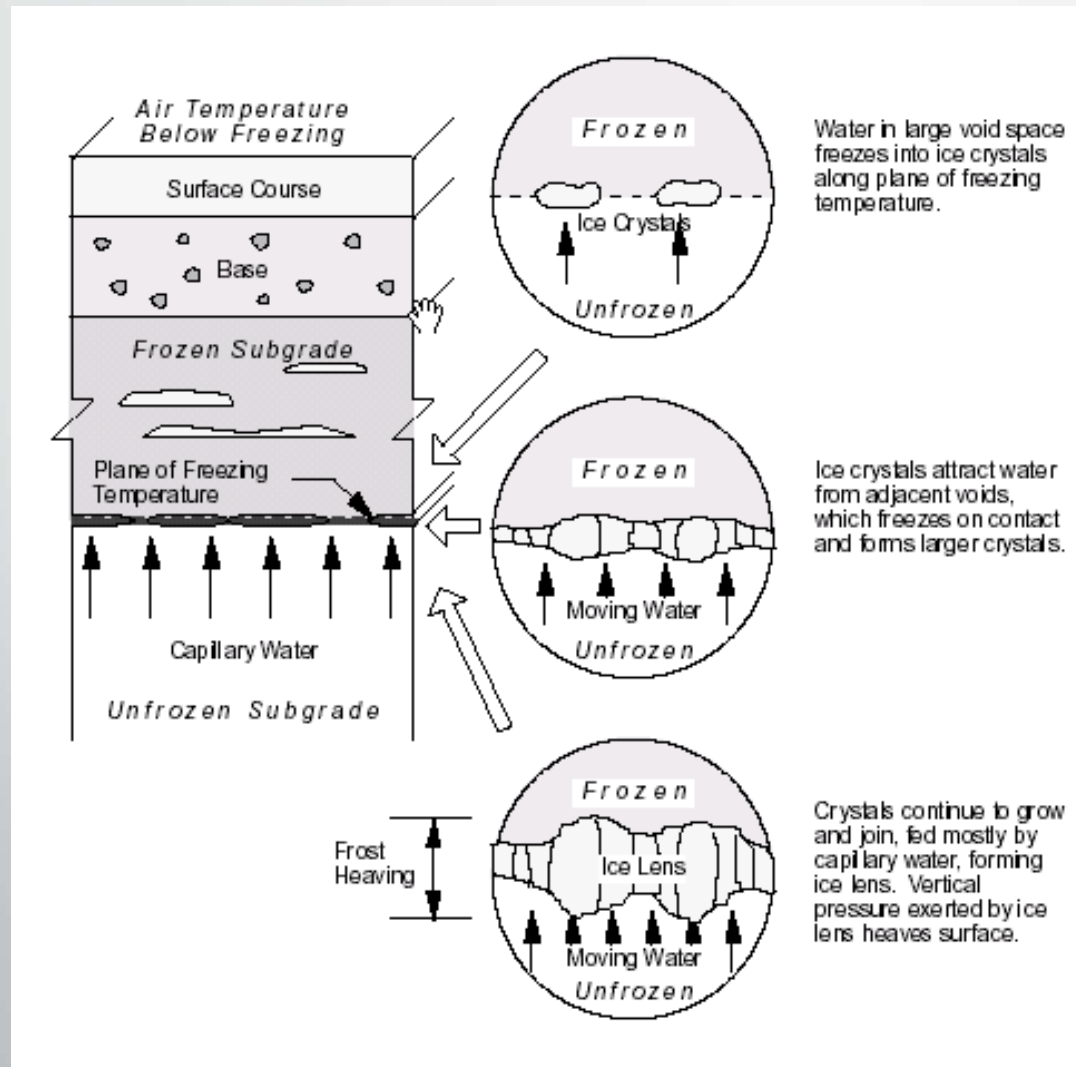 Air Temperature
Below Freezing
Surface Course
Base
Frozen Subgrade
Plane of Freezing
Temperature
Capillary Water
Unfrozen Subgrade
Frozen
Ice Crystals
Unfrozen
Water in large void space
freezes into ice crystals
along plane of freezing
temperature.
Frozen
Moving Water
Unfrozen
Ice crystals attract water
from adjacent voids,
which freezes on contact
and forms larger crystals.
Frost
Heaving
Frozen
Ice Lens
Moving Water
Unfrozen
Crystals continue to grow
and join, fed mostly by
capillary water, forming
ice lens. Vertical
pressure exerted by ice
lens heaves surface.